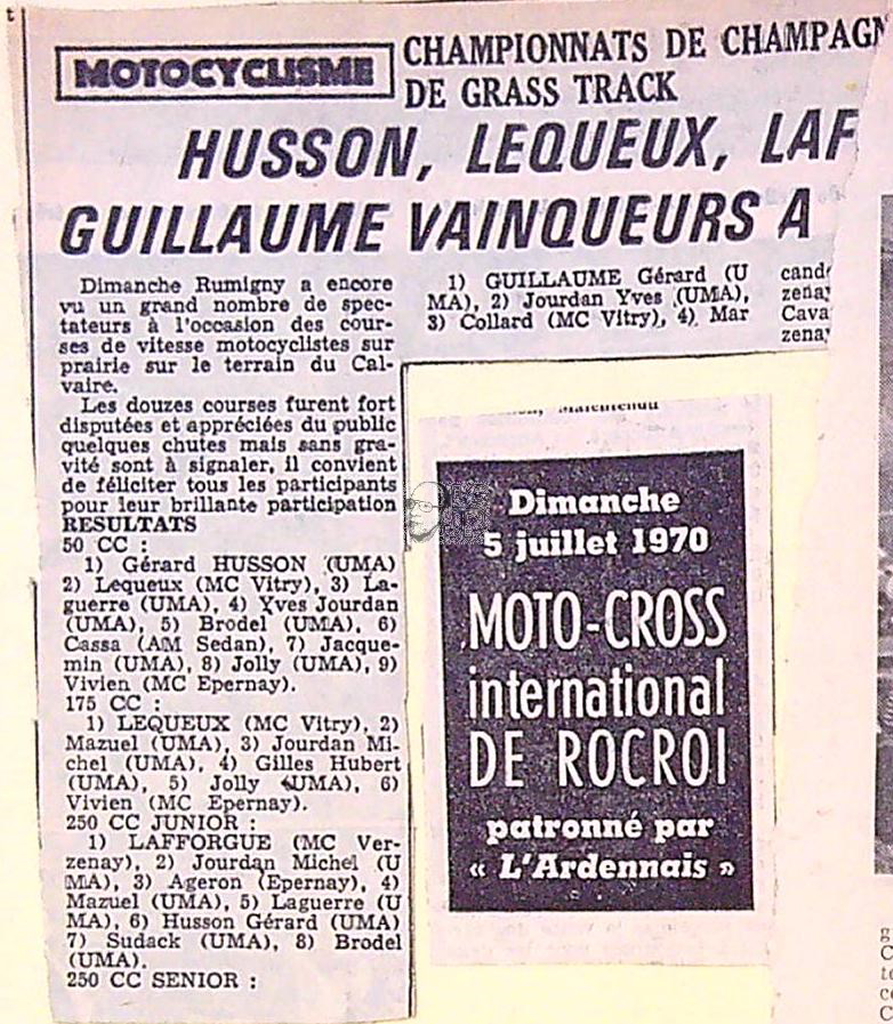 MOTOCYCLISME
CHAMPIONNATS DE CHAMPAGN
DE GRASS TRACK
HUSSON, LEQUEUX, LAF
GUILLAUME VAINQUEURS A
Dimanche Rumigny a encore
vu un grand nombre de spec-
tateurs à l'occasion des cour-
ses de vitesse motocyclistes sur
prairie sur le terrain du Cal-
vaire.
Les douzes courses furent fort
disputées et appréciées du public
quelques chutes mais sans gra-
vité sont à signaler, il convient
de féliciter tous les participants
pour leur brillante participation
RESULTATS
50 CC :
1) Gérard HUSSON (UMA)
2) Lequeux (MC Vitry), 3) La-
guerre (UMA), 4) Yves Jourdan
(UMA), 5) Brodel (UMA), 6)
Cassa (AM Sedan), 7) Jacque-
min (UMA), 8) Jolly (UMA), 9)
Vivien (MC Epernay).
175 CC :
1) LEQUEUX (MC Vitry), 2)
Mazuel (UMA), 3) Jourdan Mi-
chel (UMA), 4) Gilles Hubert
(UMA), 5) Jolly (UMA), 6)
Vivien (MC Epernay).
250 CC JUNIOR :
1) LAFFORGUE (MC Ver-
zenay), 2) Jourdan Michel (U
MA), 3) Ageron (Epernay), 4)
Mazuel (UMA), 5) Laguerre (U
MA), 6) Husson Gérard (UMA)
7) Sudack (UMA), 8) Brodel
(UMA).
250 CC SENIOR :
1) GUILLAUME Gérard (U
MA), 2) Jourdan Yves (UMA),
3) Collard (MC Vitry), 4) Mar
cand
zenay
Cava
zenay
Dimanche
5 juillet 1970
MOTO-CROSS
international
DE ROCROI
patronné par
« L'Ardennais »